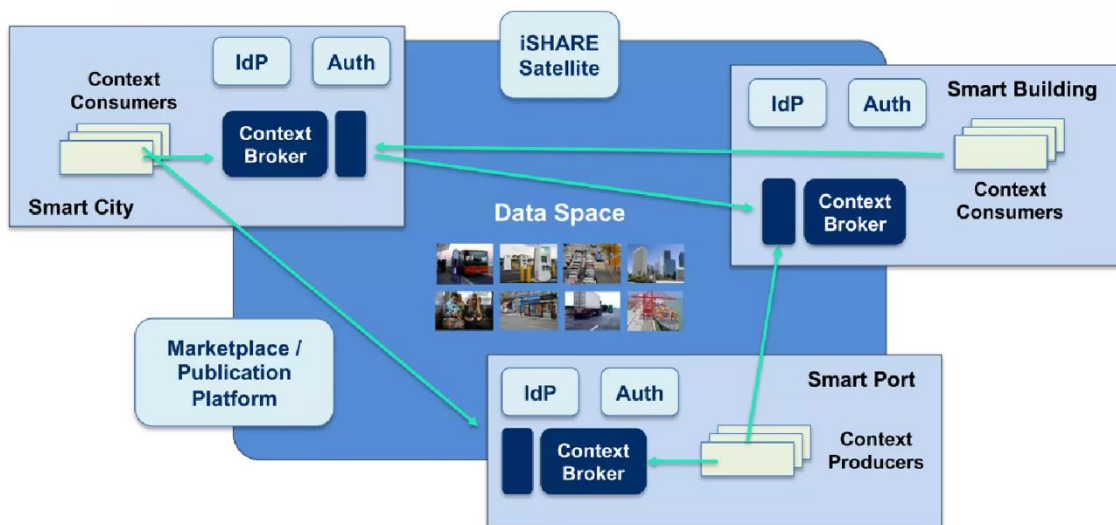 iSHARE
Satellite
IdP
Auth
Context
Consumers
Context
Broker
Smart City
IdP
Auth
Smart Building
Context
Broker
Context
Consumers
Data Space
Marketplace /
Publication
Platform
IdP
Auth
Smart Port
Context
Broker
Context
Producers